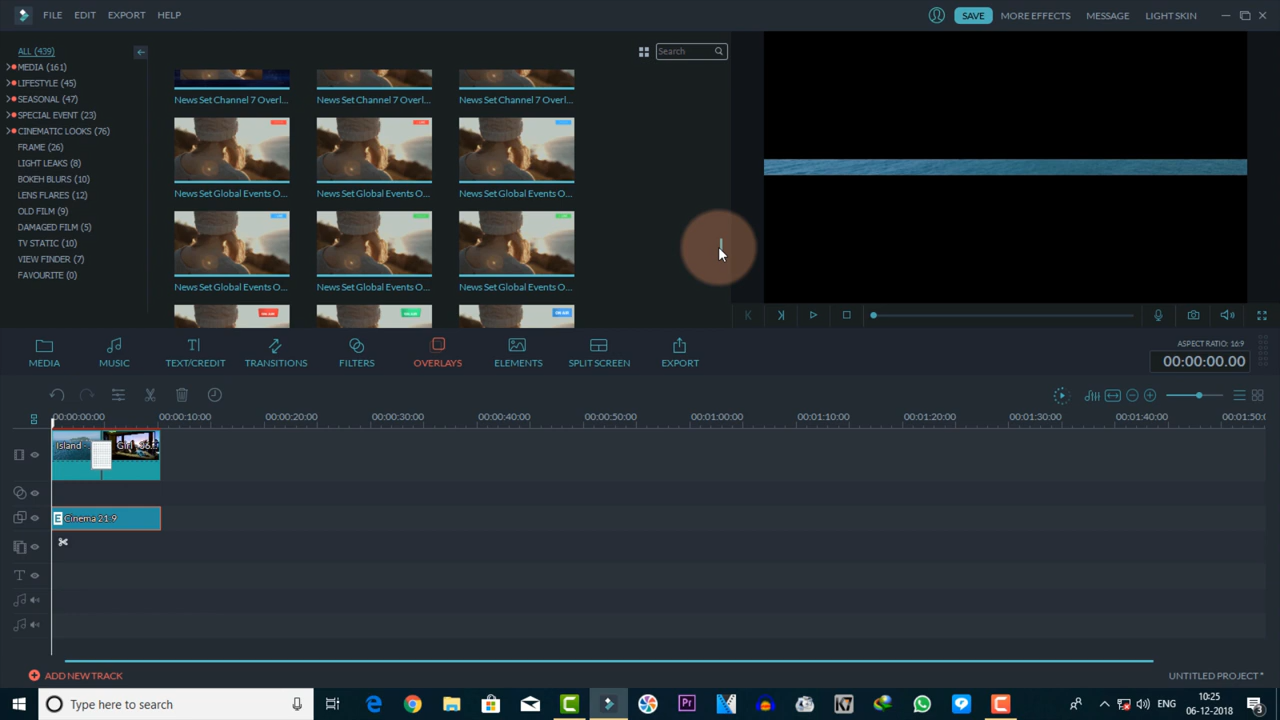 FILE EDIT EXPORT HELP
SAVE MORE EFFECTS MESSAGE LIGHT SKIN
ALL (439)
MEDIA (161)
LIFESTYLE (45)
SEASONAL (47)
SPECIAL EVENT (23)
CINEMATIC LOOKS (76)
FRAME (26)
LIGHT LEAKS (8)
BOKEH BLURS (10)
LENS FLARES (12)
OLD FILM (9)
DAMAGED FILM (5)
TV STATIC (10)
VIEW FINDER (7)
FAVOURITE (0)
Search
News Set Channel 7 Overl... News Set Channel 7 Overl... News Set Channel 7 Overl...
News Set Global Events O... News Set Global Events O... News Set Global Events O...
News Set Global Events O... News Set Global Events O... News Set Global Events O...
MEDIA MUSIC TEXT/CREDIT TRANSITIONS FILTERS OVERLAYS ELEMENTS SPLIT SCREEN EXPORT
ASPECT RATIO: 16:9
00:00:00.00
00:00:00:00 00:00:10:00 00:00:20:00 00:00:30:00 00:00:40:00 00:00:50:00 00:01:00:00 00:01:10:00 00:01:20:00 00:01:30:00 00:01:40:00 00:01:50:0
Island
E Cinema 21:9
ADD NEW TRACK
UNTITLED PROJECT*
Type here to search
ENG
10:25
06-12-2018